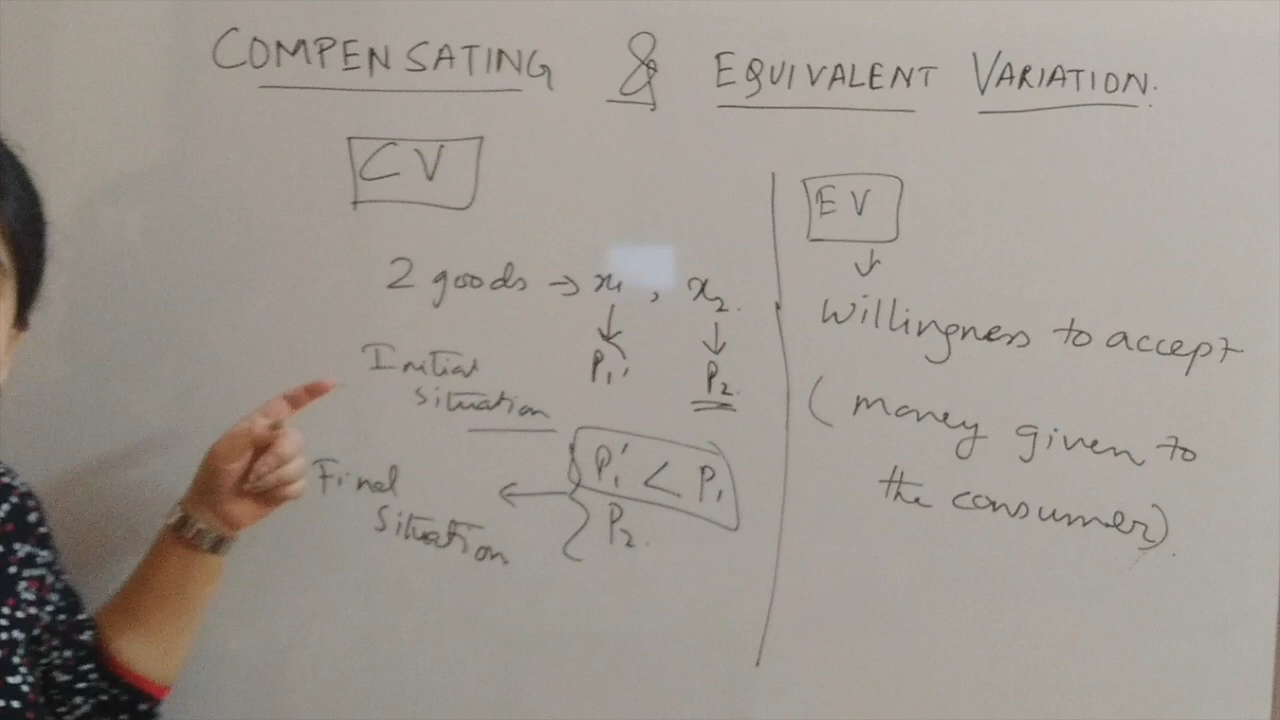 COMPENSATING & EQUIVALENT VARIATION.
CV
2 goods → x₁ , x₂.
↓ ↓
Initial P₁, P₂.
situation
Final P₁' < P₁
situation ← { P₂.
EV
↓
Willingness to accept
(money given to
the consumer).